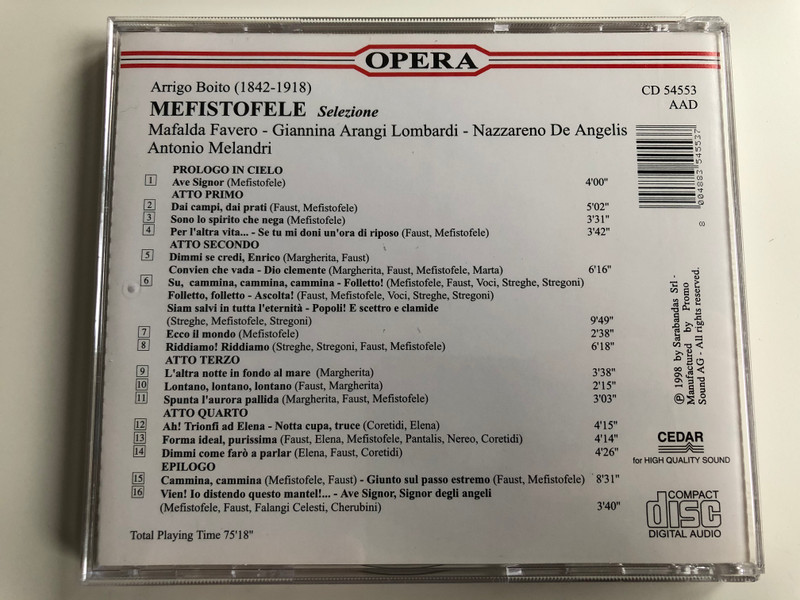 OPERA
Arrigo Boito (1842-1918)
MEFISTOFELE Selezione
Mafalda Favero - Giannina Arangi Lombardi - Nazzareno De Angelis
Antonio Melandri
CD 54553
AAD
PROLOGO IN CIELO
1 Ave Signor (Mefistofele) 4'00"
ATTO PRIMO
2 Dai campi, dai prati (Faust, Mefistofele) 5'02"
3 Sono lo spirito che nega (Mefistofele) 3'31"
4 Per l'altra vita... - Se tu mi doni un'ora di riposo (Faust, Mefistofele) 3'42"
ATTO SECONDO
5 Dimmi se credi, Enrico (Margherita, Faust)
Convien che vada - Dio clemente (Margherita, Faust, Mefistofele, Marta) 6'16"
6 Su, cammina, cammina, cammina - Folletto! (Mefistofele, Faust, Voci, Streghe, Stregoni)
Folletto, folletto - Ascolta! (Faust, Mefistofele, Voci, Streghe, Stregoni)
Siam salvi in tutta l'eternità - Popoli! E scettro e clamide
(Streghe, Mefistofele, Stregoni) 9'49"
7 Ecco il mondo (Mefistofele) 2'38"
8 Riddiamo! Riddiamo (Streghe, Stregoni, Faust, Mefistofele) 6'18"
ATTO TERZO
9 L'altra notte in fondo al mare (Margherita) 3'38"
10 Lontano, lontano, lontano (Faust, Margherita) 2'15"
11 Spunta l'aurora pallida (Margherita, Faust, Mefistofele) 3'03"
ATTO QUARTO
12 Ah! Trionfi ad Elena - Notta cupa, truce (Coretidi, Elena) 4'15"
13 Forma ideal, purissima (Faust, Elena, Mefistofele, Pantalis, Nereo, Coretidi) 4'14"
14 Dimmi come farò a parlar (Elena, Faust, Coretidi) 4'26"
EPILOGO
15 Cammina, cammina (Mefistofele, Faust) - Giunto sul passo estremo (Faust, Mefistofele) 8'31"
16 Vien! Io distendo questo mantel!... - Ave Signor, Signor degli angeli
(Mefistofele, Faust, Falangi Celesti, Cherubini) 3'40"
Total Playing Time 75'18"
8 004883 545537
℗ 1998 by Sarabandas Srl -
Manufactured by Promo
Sound AG - All rights reserved.
CEDAR
for HIGH QUALITY SOUND
COMPACT
disc
DIGITAL AUDIO